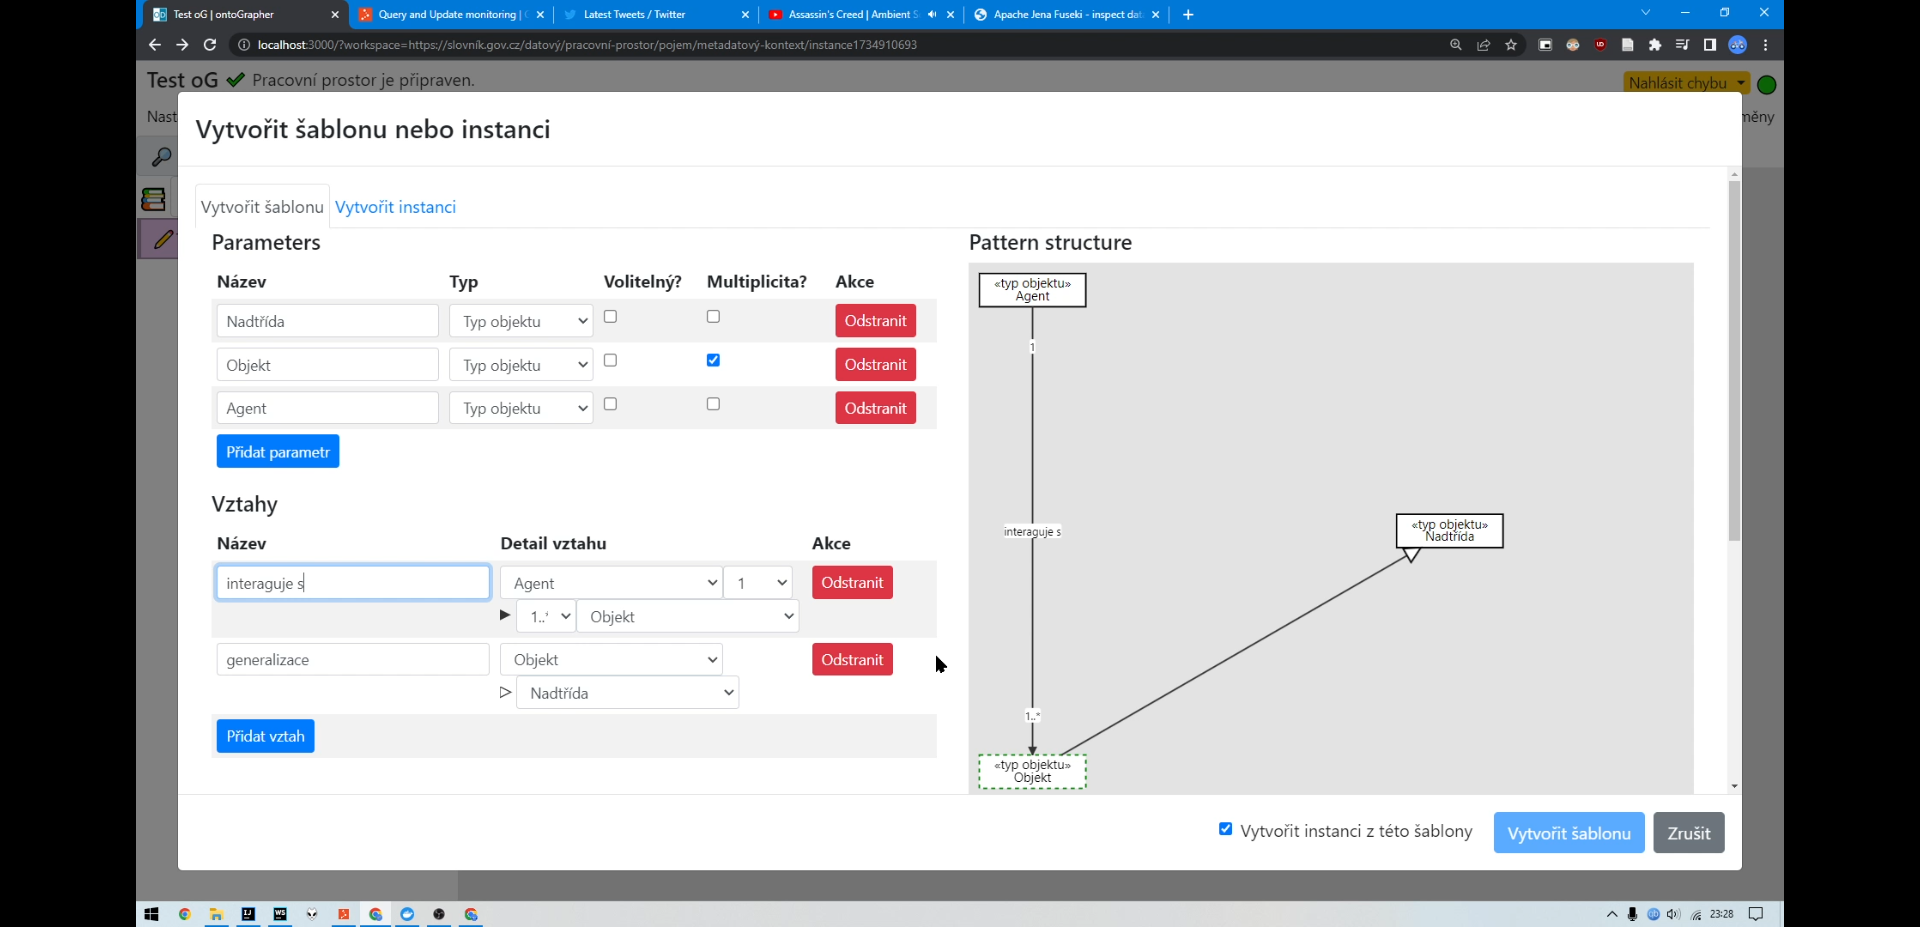 Test oG | ontoGrapher
Query and Update monitoring |
Latest Tweets / Twitter
Assassin's Creed | Ambient S
Apache Jena Fuseki - inspect dat
localhost:3000/?workspace=https://slovník.gov.cz/datový/pracovní-prostor/pojem/metadatový-kontext/instance1734910693
Test oG Pracovní prostor je připraven.
Nahlásit chybu
Nast
měny
Vytvořit šablonu nebo instanci
Vytvořit šablonu Vytvořit instanci
Parameters
Název Typ Volitelný? Multiplicita? Akce
Nadtřída Typ objektu Odstranit
Objekt Typ objektu Odstranit
Agent Typ objektu Odstranit
Přidat parametr
Vztahy
Název Detail vztahu Akce
interaguje s Agent 1 Odstranit
1..* Objekt
generalizace Objekt Odstranit
Nadtřída
Přidat vztah
Pattern structure
«typ objektu»
Agent
1
interaguje s
«typ objektu»
Nadtřída
1..*
«typ objektu»
Objekt
Vytvořit instanci z této šablony Vytvořit šablonu Zrušit
23:28